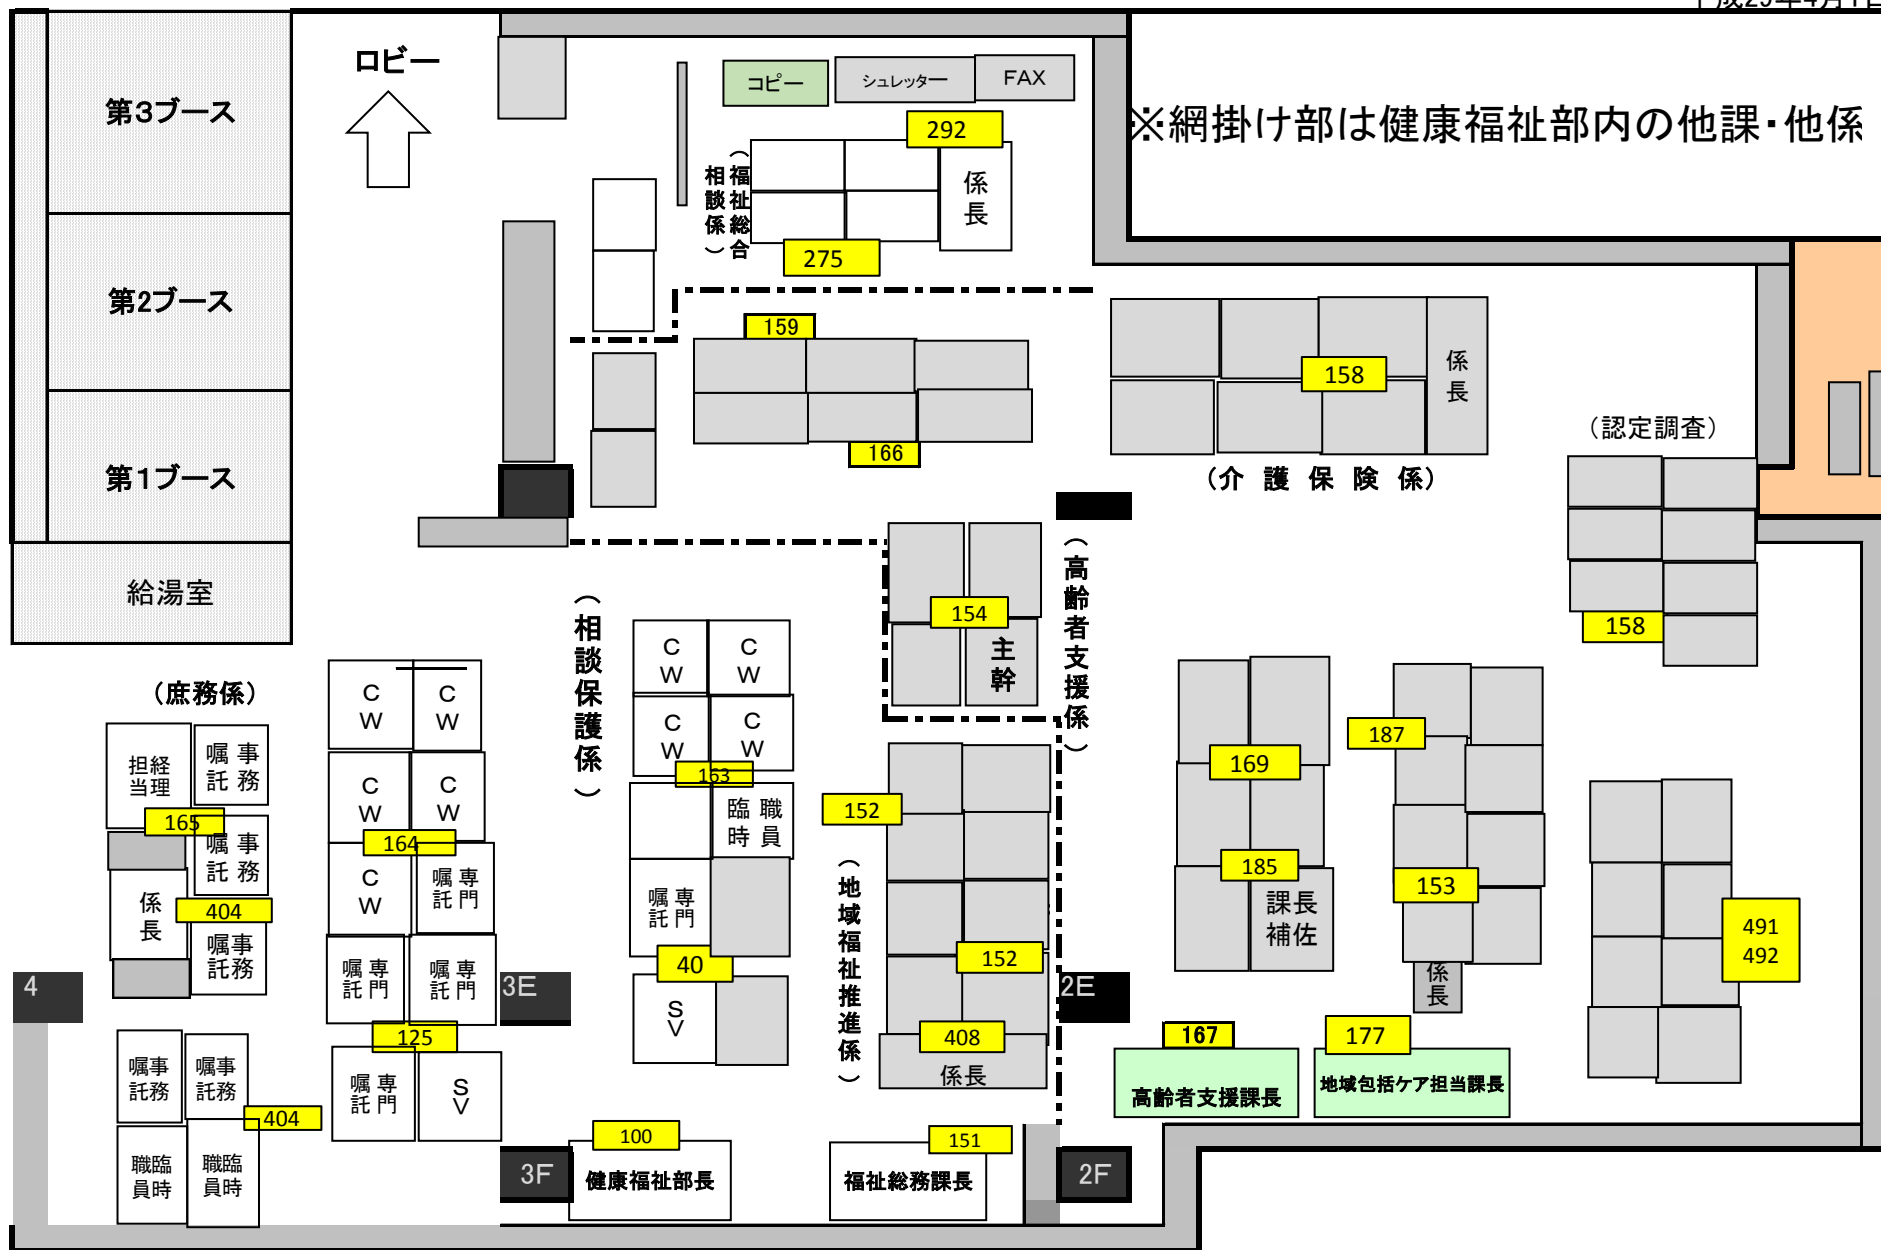 平成29年4月1日
ロビー
コピー
シュレッター
FAX
※網掛け部は健康福祉部内の他課・他係
第3ブース
292
（福祉総合
相談係）
係長
275
第2ブース
159
158
係長
（認定調査）
166
第1ブース
（介護保険係）
給湯室
154
主幹
（高齢者支援係）
158
（相談保護係）
CW
CW
CW
CW
163
（庶務係）
CW
CW
CW
CW
164
CW
嘱託専門
嘱託専門
嘱託専門
125
嘱託専門
SV
経理担当
嘱託事務
165
嘱託事務
係長
404
嘱託事務
臨時職員
嘱託専門
40
SV
152
（地域福祉推進係）
152
408
係長
169
187
185
課長補佐
153
係長
491
492
4
3E
2E
嘱託事務
嘱託事務
404
臨時職員
臨時職員
3F
100
健康福祉部長
151
福祉総務課長
2F
167
高齢者支援課長
177
地域包括ケア担当課長